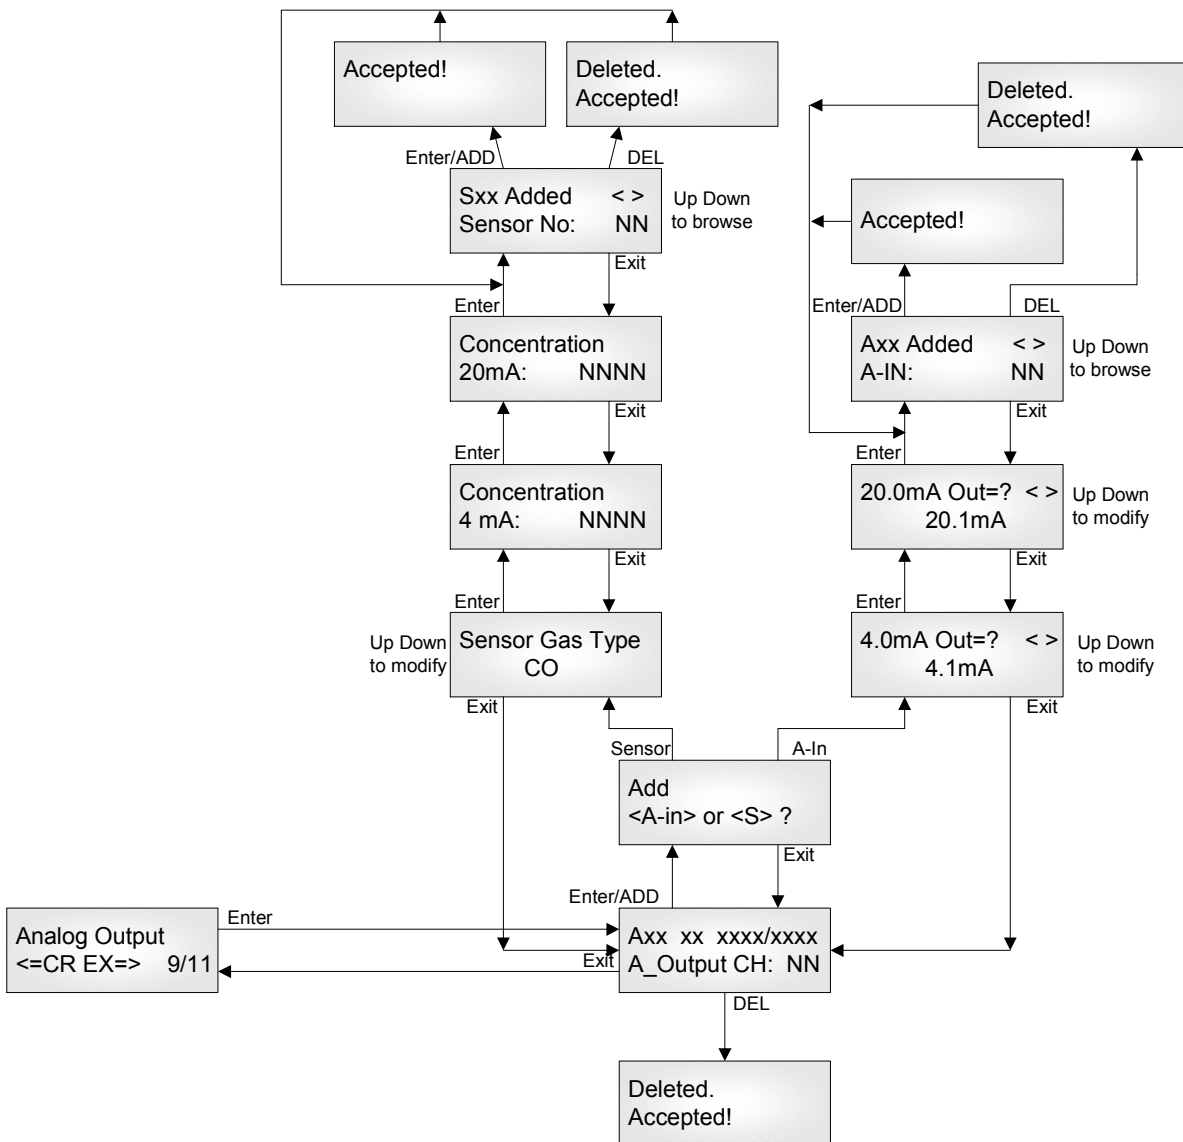 Accepted!
Deleted.
Accepted!
Deleted.
Accepted!
Enter/ADD
DEL
Sxx Added < >
Sensor No: NN
Up Down
to browse
Accepted!
Exit
Enter
Enter/ADD
DEL
Concentration
20mA: NNNN
Axx Added < >
A-IN: NN
Up Down
to browse
Exit
Exit
Enter
Enter
Concentration
4 mA: NNNN
20.0mA Out=? < >
20.1mA
Up Down
to modify
Exit
Exit
Enter
Enter
Up Down
to modify
Sensor Gas Type
CO
4.0mA Out=? < >
4.1mA
Up Down
to modify
Exit
Exit
Sensor
A-In
Add
<A-in> or <S> ?
Exit
Enter/ADD
Enter
Analog Output
<=CR EX=> 9/11
Axx xx xxxx/xxxx
A_Output CH: NN
Exit
DEL
Deleted.
Accepted!